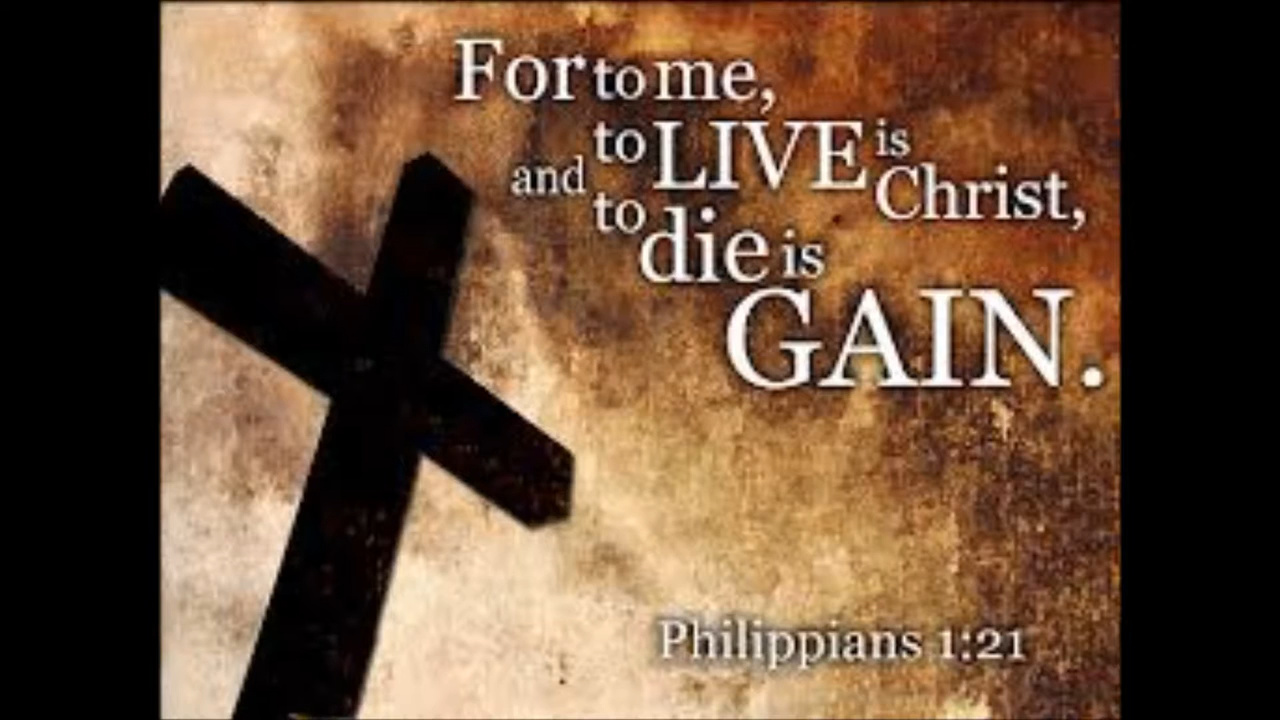 For to me,
to LIVE is Christ,
and to die is
GAIN.
Philippians 1:21